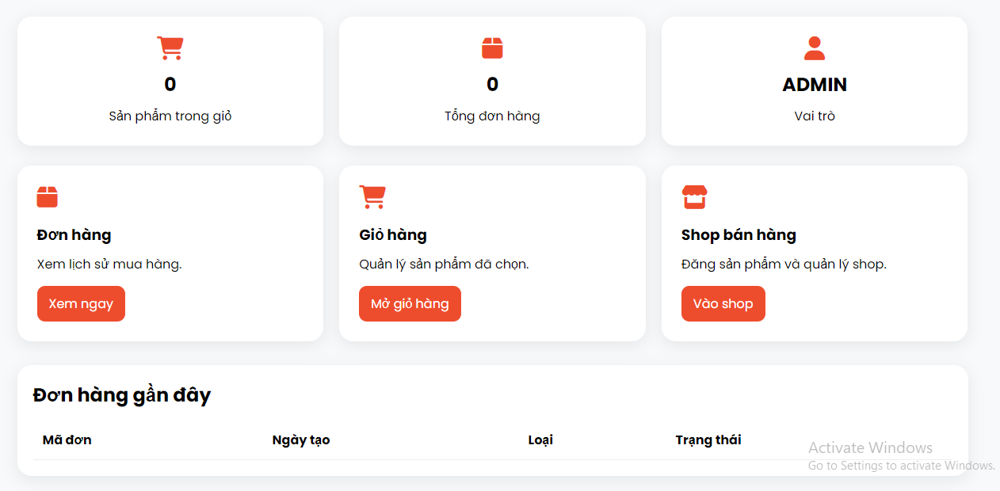 0
0
ADMIN
Sản phẩm trong giỏ
Tổng đơn hàng
Vai trò
Đơn hàng
Giỏ hàng
Shop bán hàng
Xem lịch sử mua hàng.
Quản lý sản phẩm đã chọn.
Đăng sản phẩm và quản lý shop.
Xem ngay
Mở giỏ hàng
Vào shop
Đơn hàng gần đây
Mã đơn
Ngày tạo
Loại
Trạng thái
Activate Windows
Go to Settings to activate Windows.